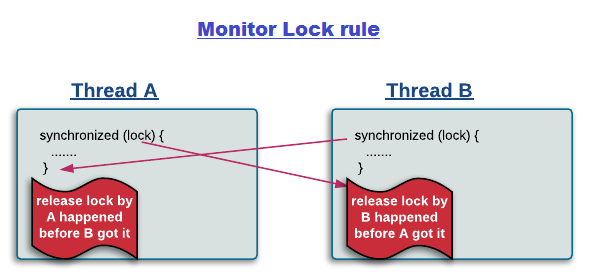 Monitor Lock rule
Thread A
synchronized (lock) {
.......
}
release lock by
A happened
before B got it
Thread B
synchronized (lock) {
.......
}
release lock by
B happened
before A got it